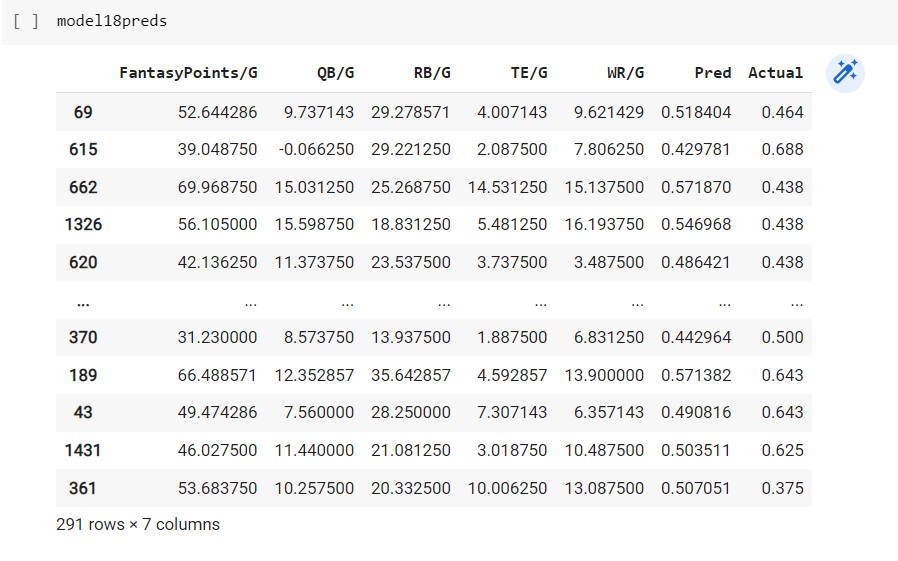 [ ] model18preds
FantasyPoints/G QB/G RB/G TE/G WR/G Pred Actual
69 52.644286 9.737143 29.278571 4.007143 9.621429 0.518404 0.464
615 39.048750 -0.066250 29.221250 2.087500 7.806250 0.429781 0.688
662 69.968750 15.031250 25.268750 14.531250 15.137500 0.571870 0.438
1326 56.105000 15.598750 18.831250 5.481250 16.193750 0.546968 0.438
620 42.136250 11.373750 23.537500 3.737500 3.487500 0.486421 0.438
... ... ... ... ... ... ... ...
370 31.230000 8.573750 13.937500 1.887500 6.831250 0.442964 0.500
189 66.488571 12.352857 35.642857 4.592857 13.900000 0.571382 0.643
43 49.474286 7.560000 28.250000 7.307143 6.357143 0.490816 0.643
1431 46.027500 11.440000 21.081250 3.018750 10.487500 0.503511 0.625
361 53.683750 10.257500 20.332500 10.006250 13.087500 0.507051 0.375
291 rows × 7 columns